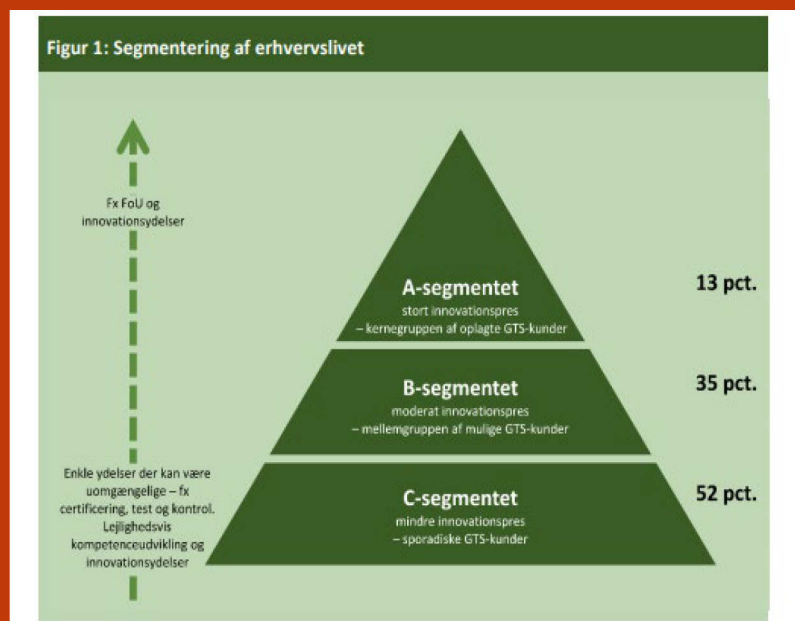 Figur 1: Segmentering af erhvervslivet
Fx FoU og
innovationsydelser
A-segmentet
stort innovationspres
– kernegruppen af oplagte GTS-kunder
13 pct.
B-segmentet
moderat innovationspres
– mellemgruppen af mulige GTS-kunder
35 pct.
Enkle ydelser der kan være
uomgængelige – fx
certificering, test og kontrol.
Lejlighedsvis
kompetenceudvikling og
innovationsydelser
C-segmentet
mindre innovationspres
– sporadiske GTS-kunder
52 pct.